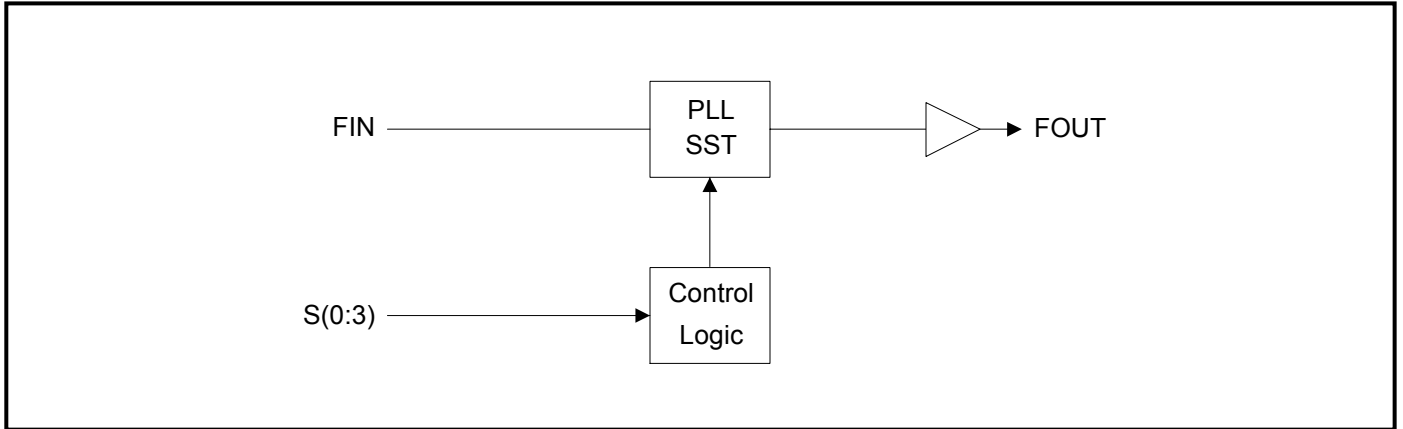 FIN
PLL
SST
FOUT
S(0:3)
Control
Logic